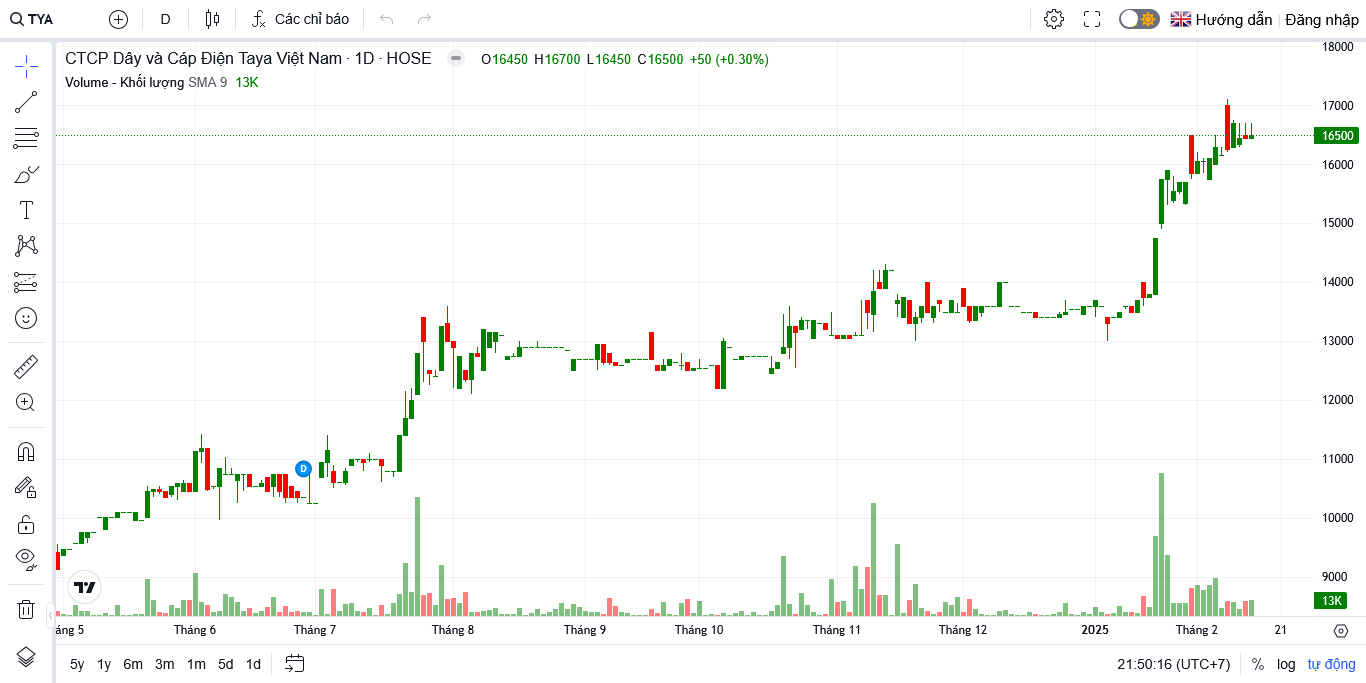 TYA D Các chỉ báo Hướng dẫn Đăng nhập
CTCP Dây và Cáp Điện Taya Việt Nam · 1D · HOSE O16450 H16700 L16450 C16500 +50 (+0.30%)
Volume - Khối lượng SMA 9 13K
18000
17000
16500
16000
15000
14000
13000
12000
11000
D
10000
9000
13K
áng 5 Tháng 6 Tháng 7 Tháng 8 Tháng 9 Tháng 10 Tháng 11 Tháng 12 2025 Tháng 2 21
5y 1y 6m 3m 1m 5d 1d 21:50:16 (UTC+7) % log tự động